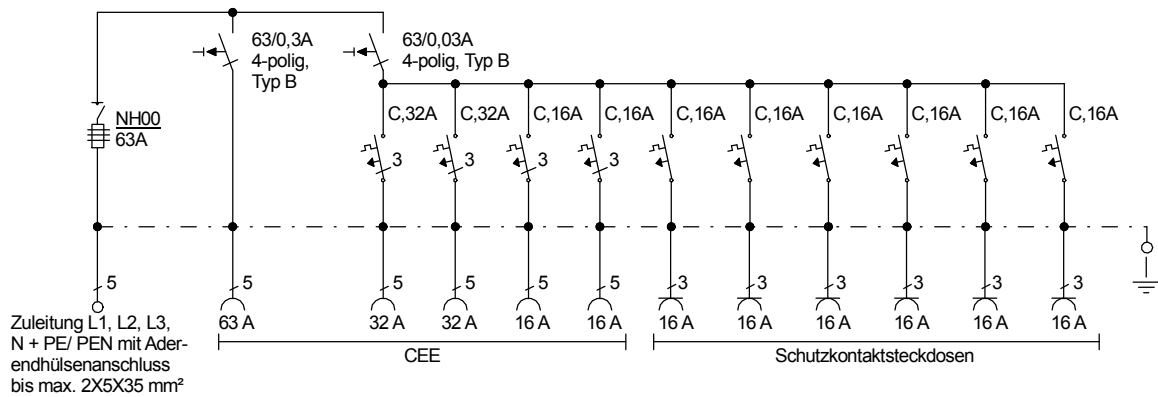 63/0,3A
4-polig,
Typ B
63/0,03A
4-polig, Typ B
NH00
63A
C,32A
C,32A
C,16A
C,16A
C,16A
C,16A
C,16A
C,16A
C,16A
C,16A
3
3
3
3
5
5
5
5
5
5
3
3
3
3
3
3
63 A
32 A
32 A
16 A
16 A
16 A
16 A
16 A
16 A
16 A
16 A
CEE
Schutzkontaktsteckdosen
Zuleitung L1, L2, L3,
N + PE/ PEN mit Ader-
endhülsenanschluss
bis max. 2X5X35 mm²